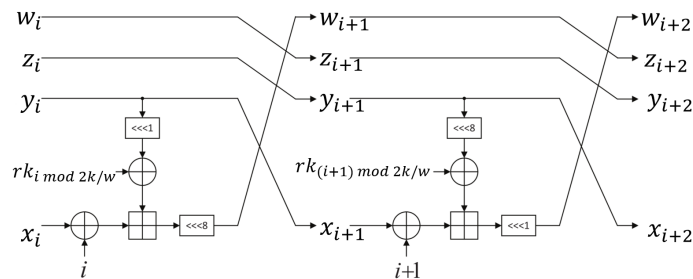 w_i w_{i+1} w_{i+2}
z_i z_{i+1} z_{i+2}
y_i y_{i+1} y_{i+2}
<<<1 <<<8
rk_{i mod 2k/w} rk_{(i+1) mod 2k/w}
x_i <<<8 x_{i+1} <<<1 x_{i+2}
i i+1